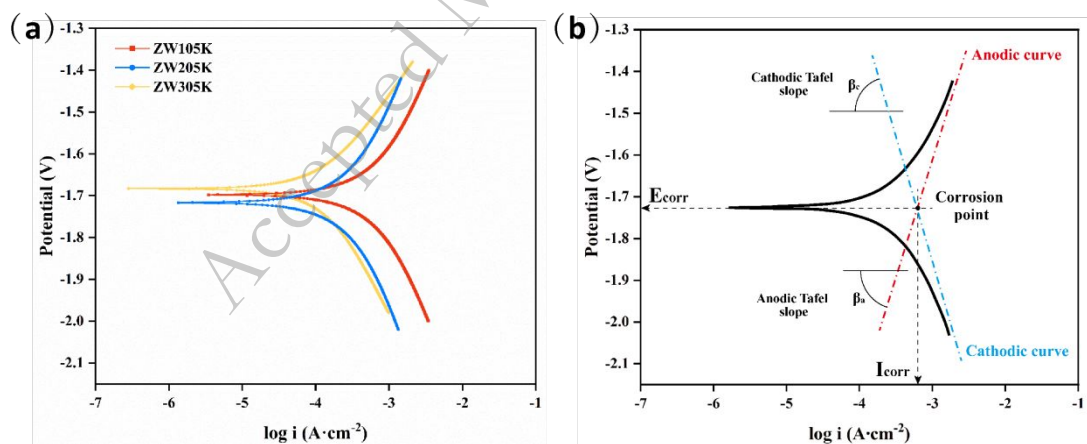 (a)
ZW105K
ZW205K
ZW305K
Potential (V)
-1.3
-1.4
-1.5
-1.6
-1.7
-1.8
-1.9
-2.0
-2.1
-7 -6 -5 -4 -3 -2 -1
log i (A·cm⁻²)
Accepted M
(b)
Potential (V)
-1.3
-1.4
-1.5
-1.6
-1.7
-1.8
-1.9
-2.0
-2.1
Anodic curve
Cathodic Tafel
slope
βc
Ecorr
Corrosion
point
Anodic Tafel
slope
βa
Cathodic curve
Icorr
-7 -6 -5 -4 -3 -2 -1
log i (A·cm⁻²)